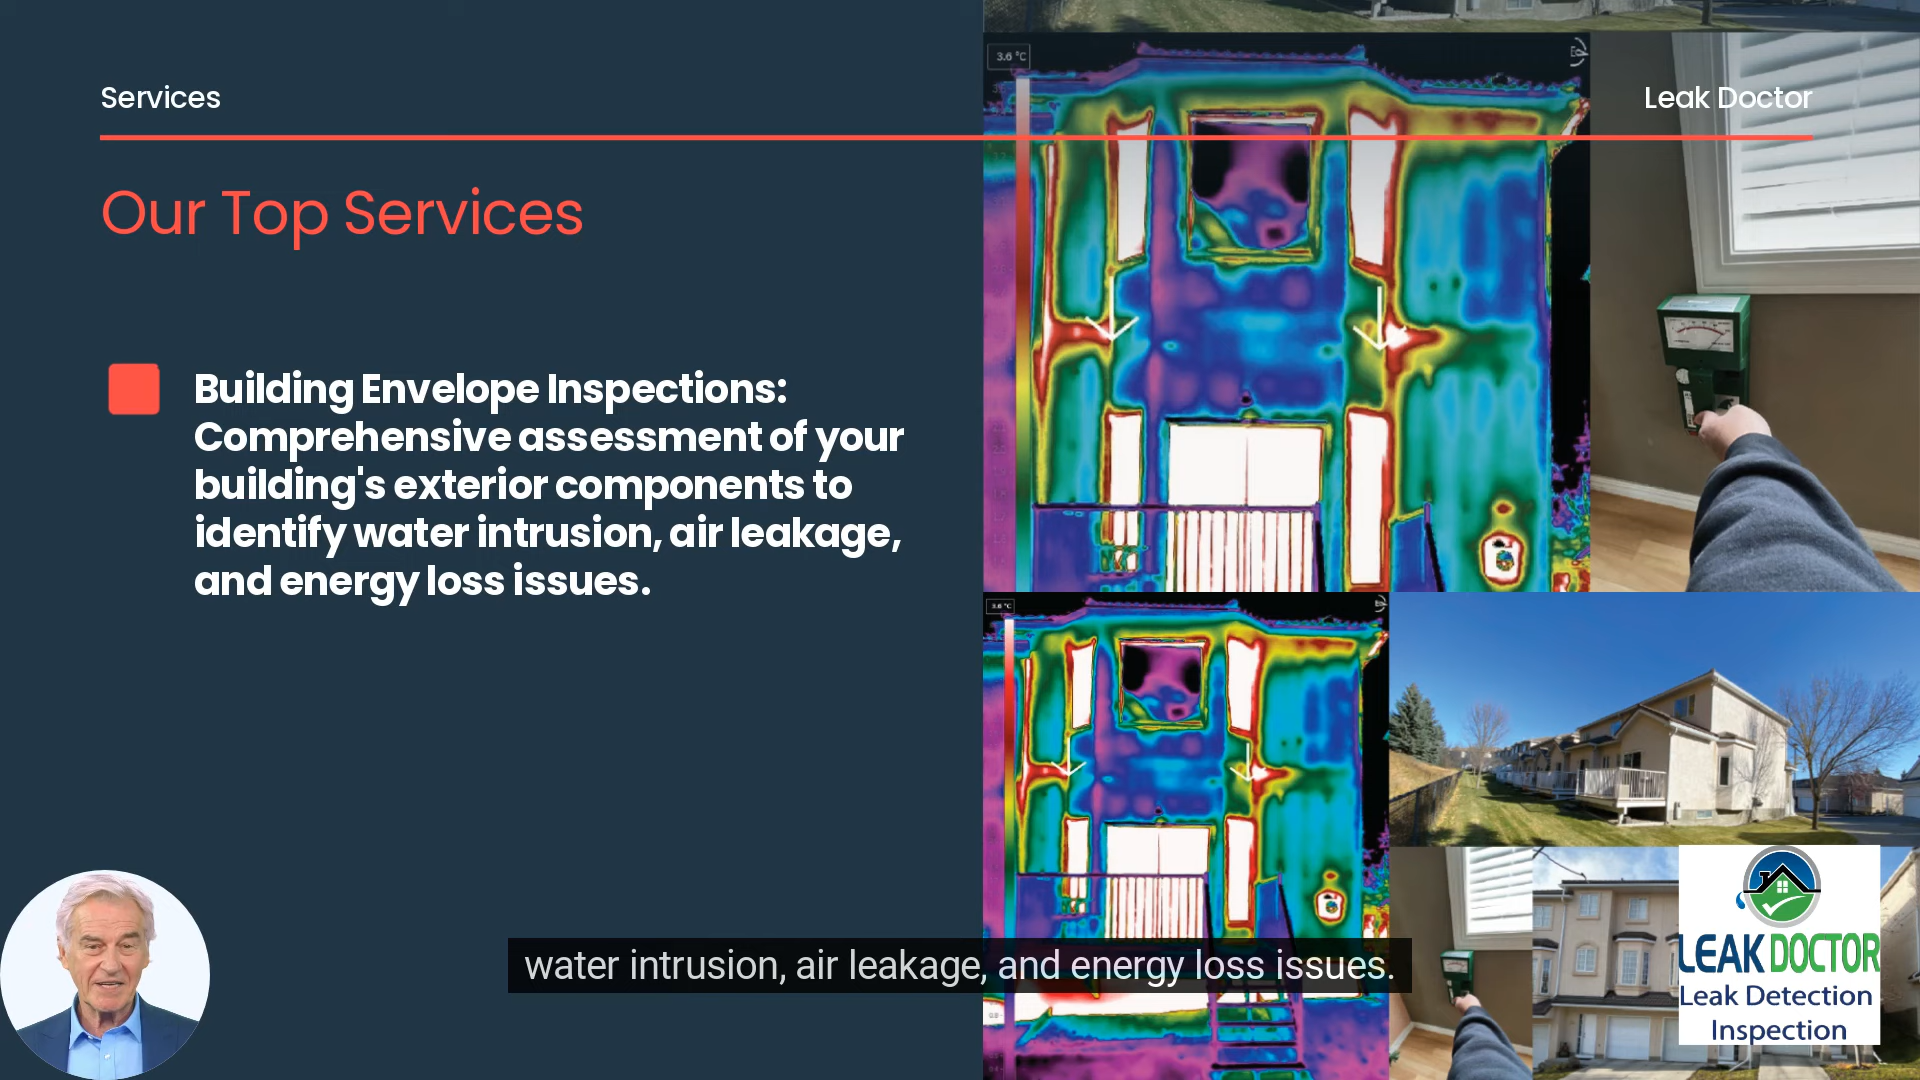 Services
Leak Doctor
Our Top Services
Building Envelope Inspections:
Comprehensive assessment of your
building's exterior components to
identify water intrusion, air leakage,
and energy loss issues.
3.6 °C
3.6 °C
water intrusion, air leakage, and energy loss issues.
LEAK DOCTOR
Leak Detection
Inspection